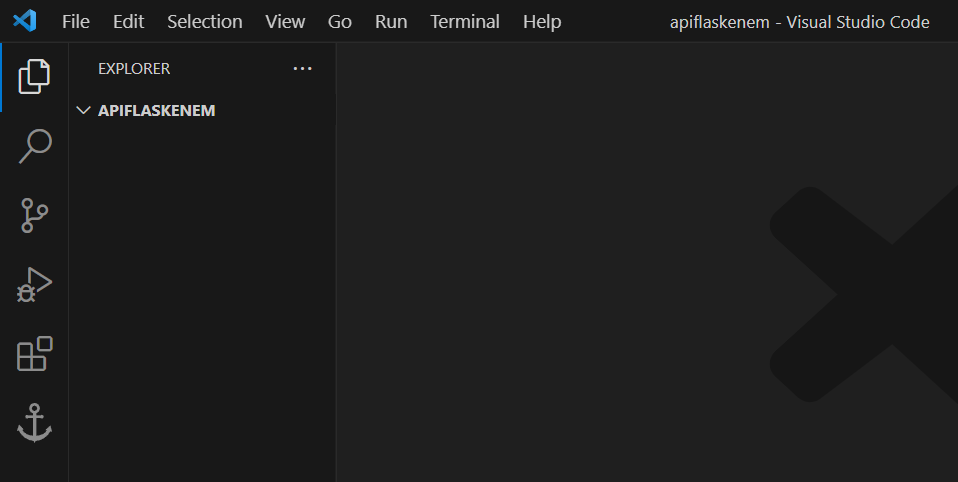 File Edit Selection View Go Run Terminal Help apiflaskenem - Visual Studio Code
EXPLORER
APIFLASKENEM